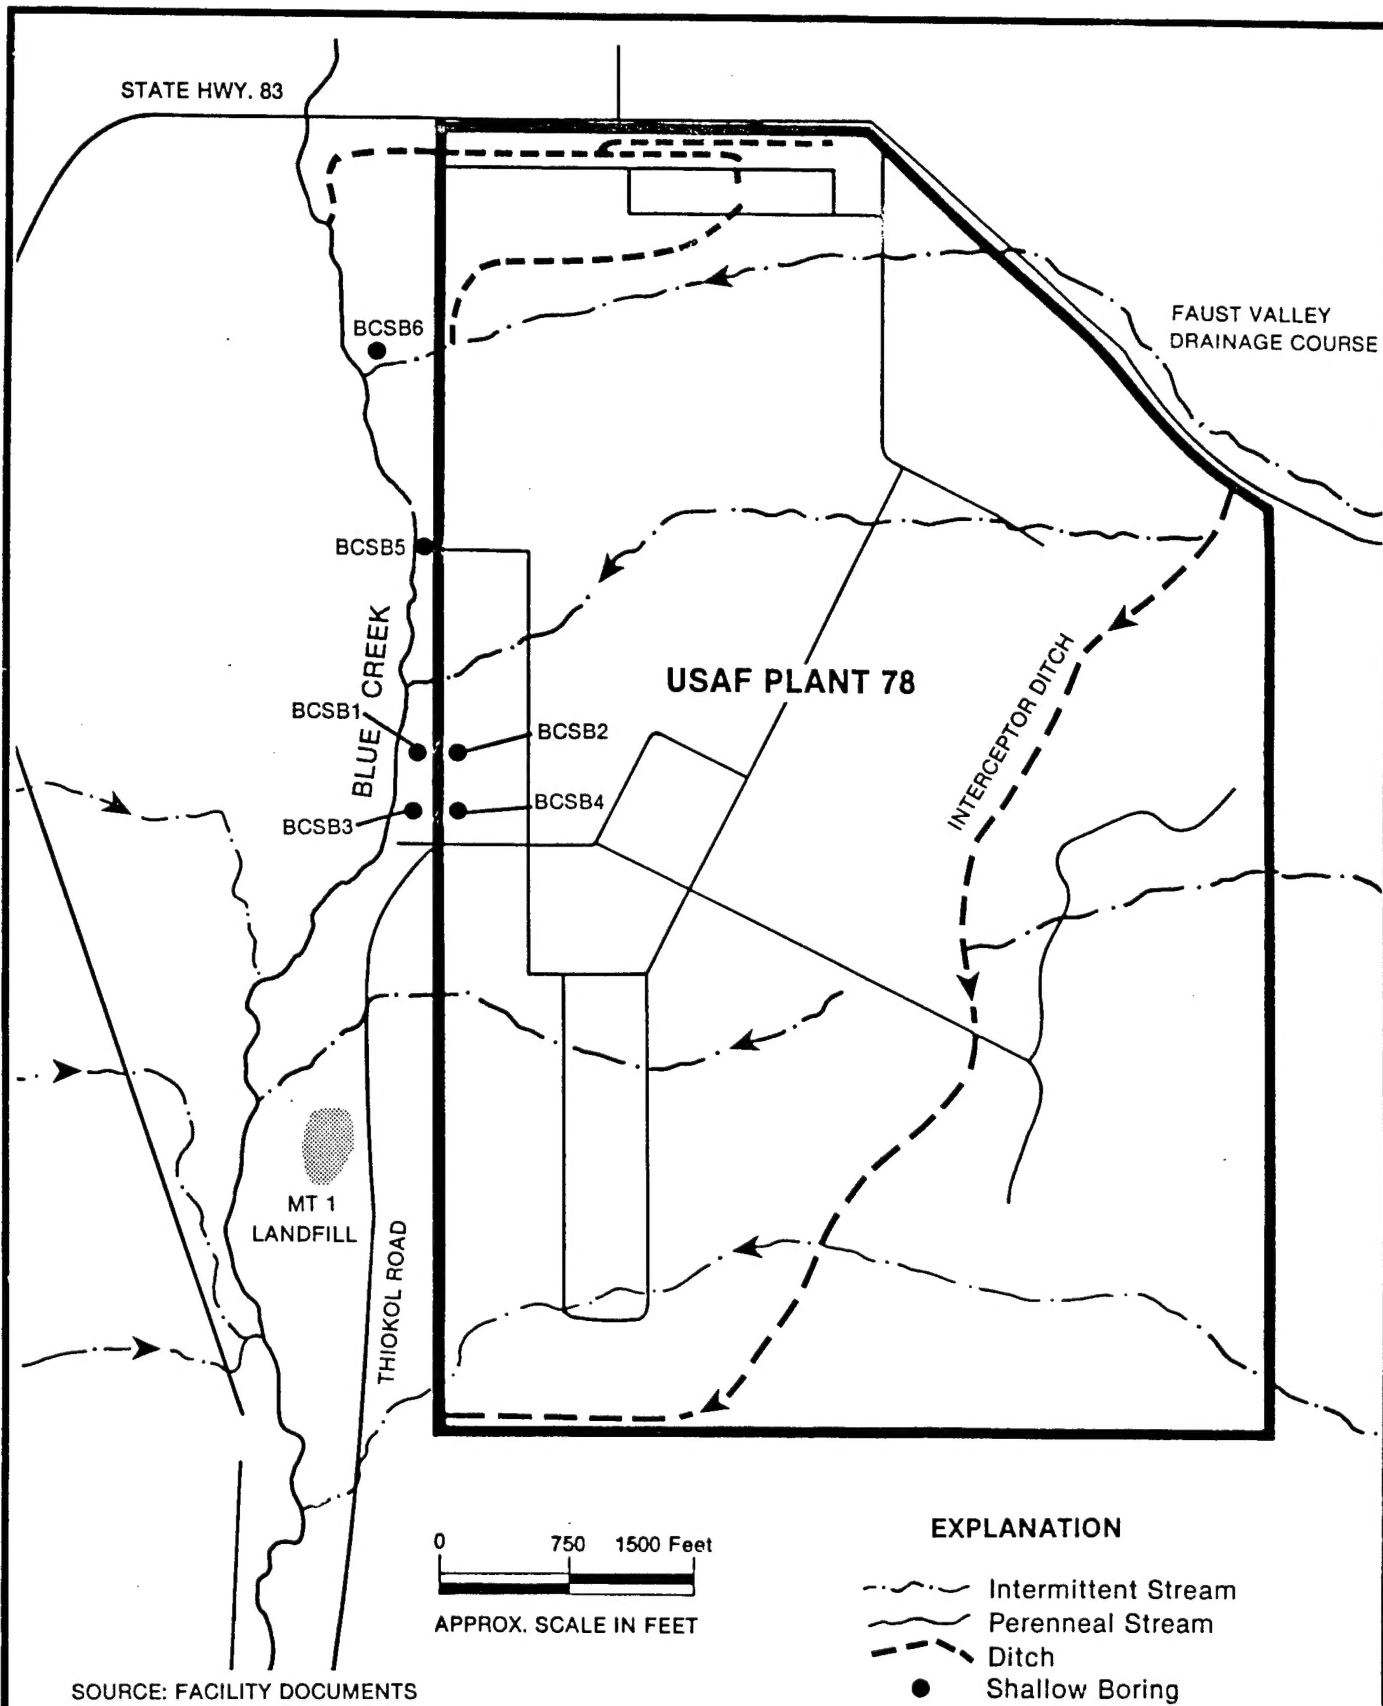 STATE HWY. 83
FAUST VALLEY
DRAINAGE COURSE
BCSB6
BCSB5
BLUE CREEK
USAF PLANT 78
INTERCEPTOR DITCH
BCSB1
BCSB2
BCSB4
BCSB3
MT 1
LANDFILL
THIOKOL ROAD
0 750 1500 Feet
APPROX. SCALE IN FEET
EXPLANATION
Intermittent Stream
Perenneal Stream
Ditch
Shallow Boring
SOURCE: FACILITY DOCUMENTS